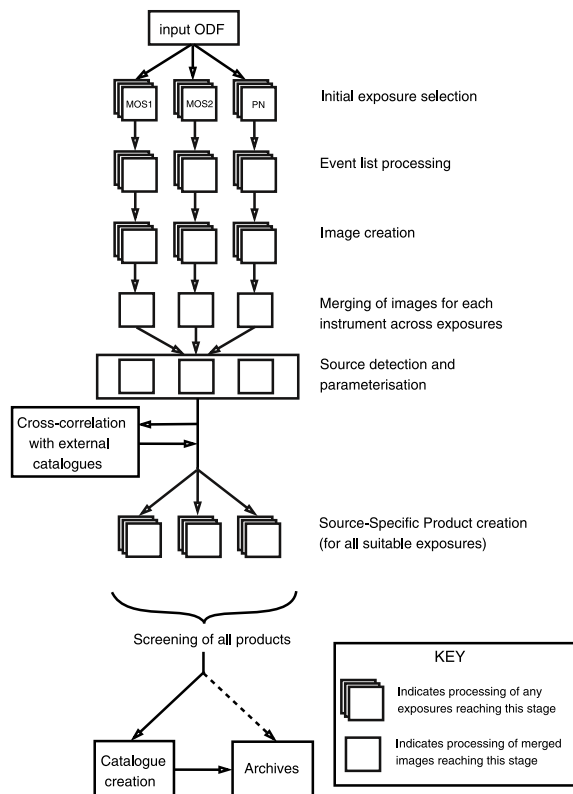 input ODF
MOS1
MOS2
PN
Initial exposure selection
Event list processing
Image creation
Merging of images for each
instrument across exposures
Source detection and
parameterisation
Cross-correlation
with external
catalogues
Source-Specific Product creation
(for all suitable exposures)
Screening of all products
Catalogue
creation
Archives
KEY
Indicates processing of any
exposures reaching this stage
Indicates processing of merged
images reaching this stage